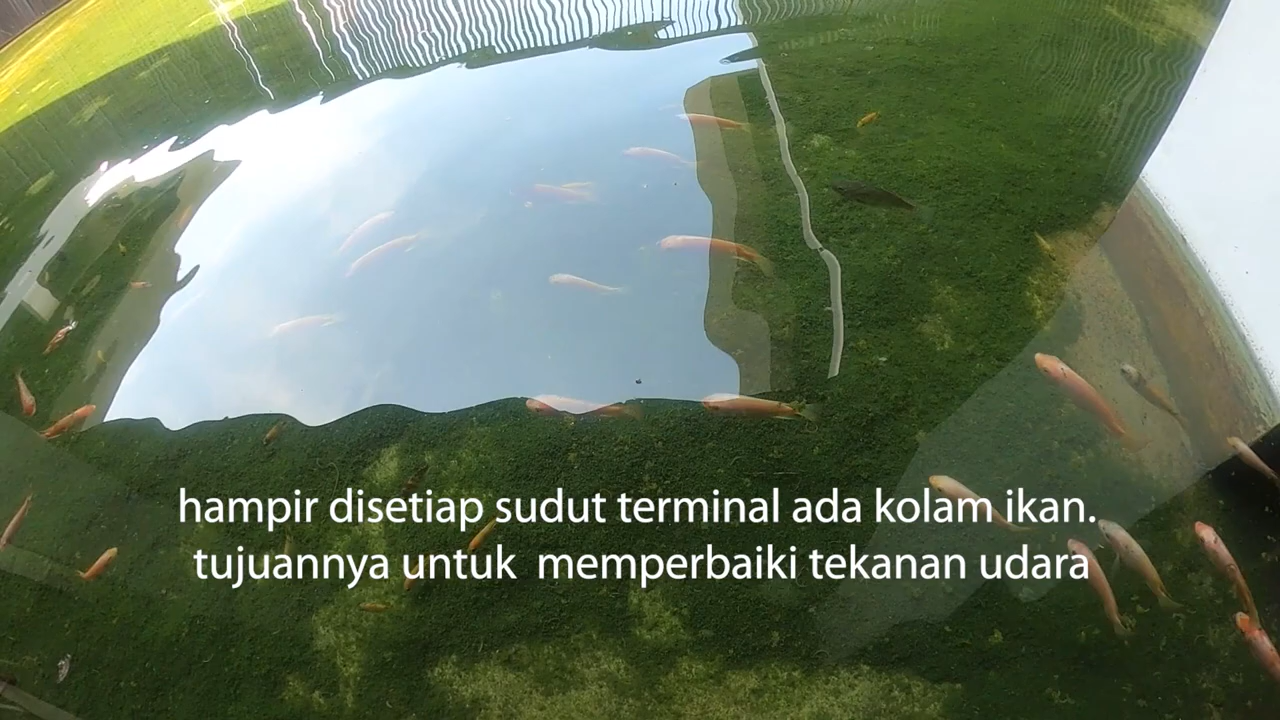 hampir disetiap sudut terminal ada kolam ikan.
tujuannya untuk  memperbaiki tekanan udara